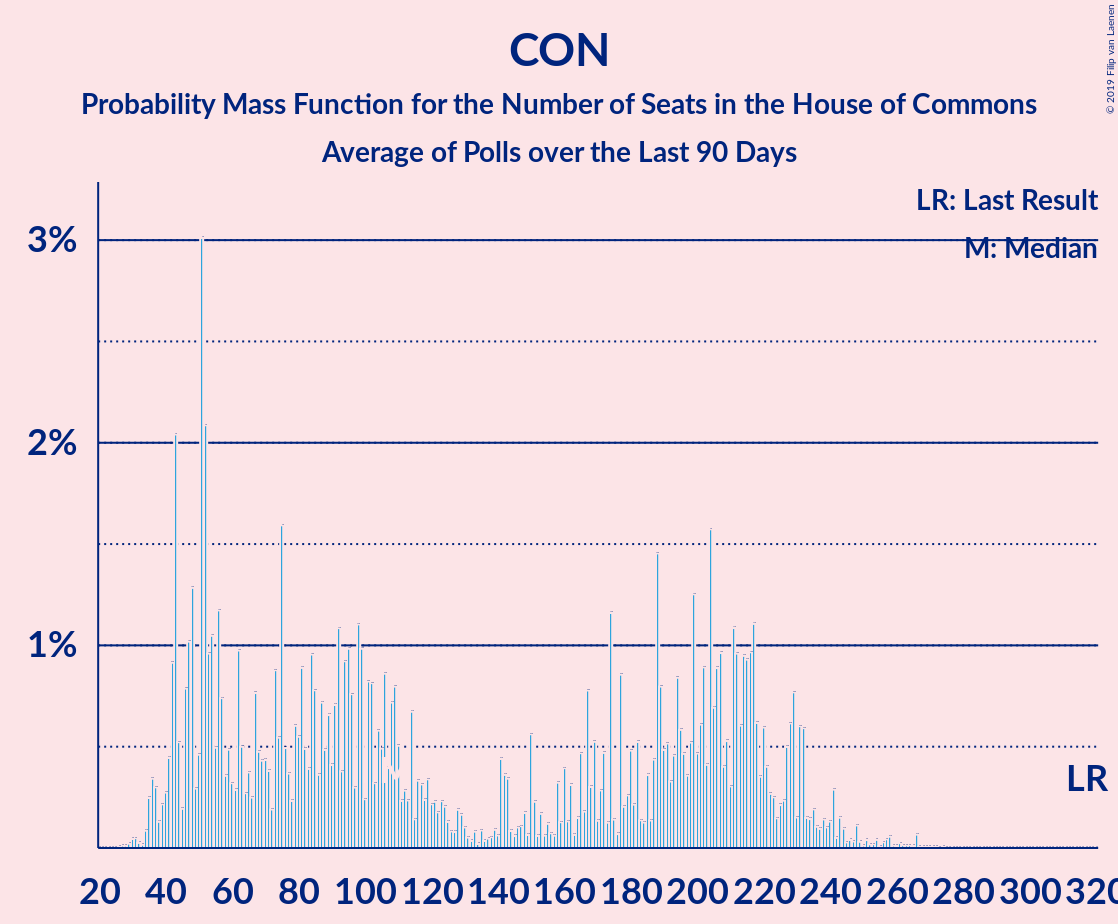 CON
Probability Mass Function for the Number of Seats in the House of Commons
Average of Polls over the Last 90 Days
© 2019 Filip van Laenen
LR: Last Result
M: Median
3%
2%
1%
LR
20 40 60 80 100 120 140 160 180 200 220 240 260 280 300 320